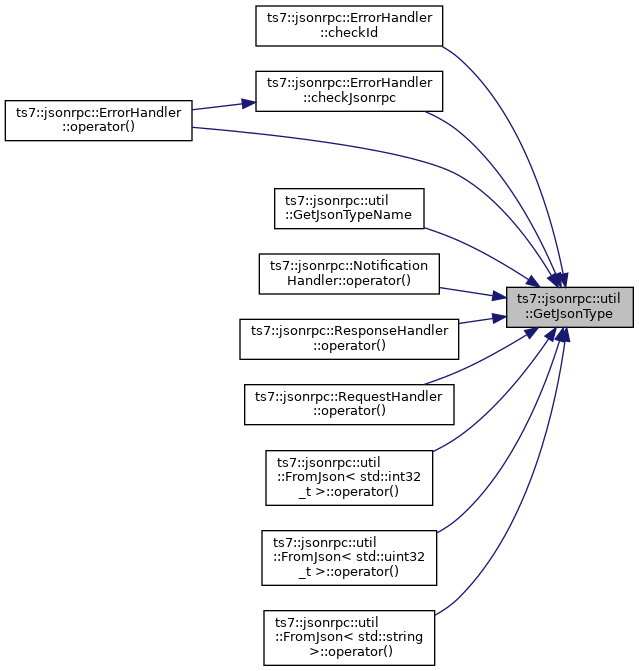 ts7::jsonrpc::ErrorHandler
::checkId
ts7::jsonrpc::ErrorHandler
::checkJsonrpc
ts7::jsonrpc::ErrorHandler
::operator()
ts7::jsonrpc::util
::GetJsonTypeName
ts7::jsonrpc::Notification
Handler::operator()
ts7::jsonrpc::util
::GetJsonType
ts7::jsonrpc::ResponseHandler
::operator()
ts7::jsonrpc::RequestHandler
::operator()
ts7::jsonrpc::util
::FromJson< std::int32
_t >::operator()
ts7::jsonrpc::util
::FromJson< std::uint32
_t >::operator()
ts7::jsonrpc::util
::FromJson< std::string
>::operator()